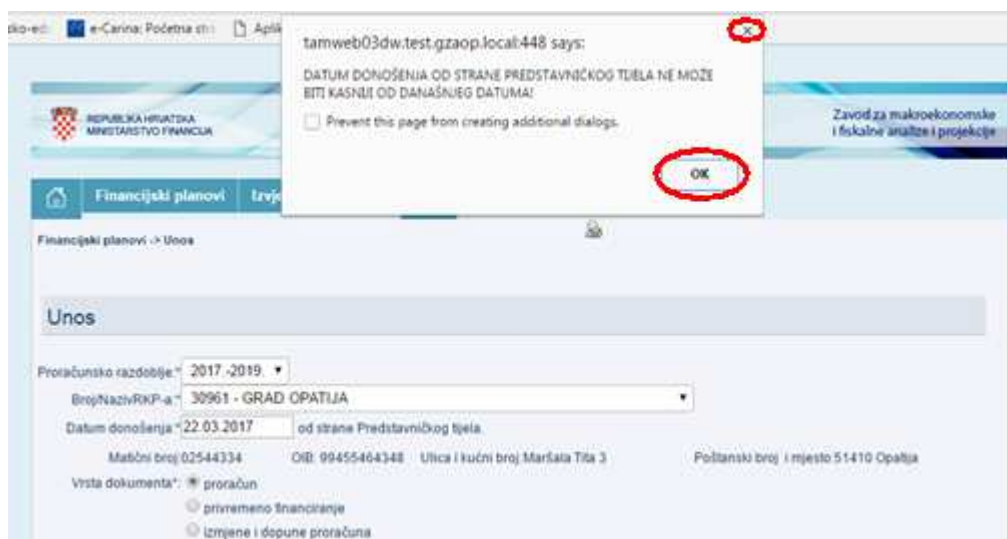 e-Carina: Početna str
tamweb03dw.test.gzaop.local:448 says:
DATUM DONOŠENJA OD STRANE PREDSTAVNIČKOG TIJELA NE MOŽE
BITI KASNIJI OD DANAŠNJEG DATUMA!
Prevent this page from creating additional dialogs.
OK
REPUBLIKA HRVATSKA
MINISTARSTVO FINANCIJA
Zavod za makroekonomske
i fiskalne analize i projekcije
Financijski planovi
Financijski planovi -> Unos
Unos
Proračunsko razdoblje:* 2017.-2019.
Broj/NazivRKP-a:* 30961 - GRAD OPATIJA
Datum donošenja:* 22.03.2017 od strane Predstavničkog tijela.
Matični broj:02544334 OIB: 99455464348 Ulica i kućni broj:Maršala Tita 3 Poštanski broj i mjesto 51410 Opatija
Vrsta dokumenta*: proračun
privremeno financiranje
izmjene i dopune proračuna